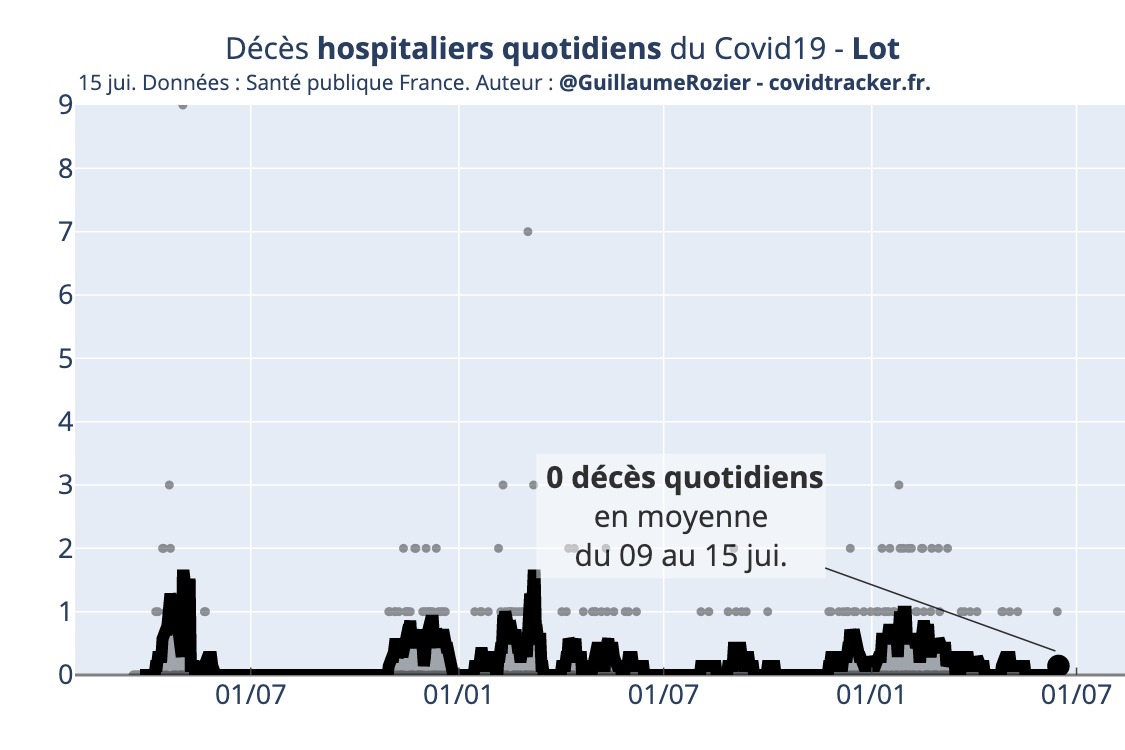 Décès hospitaliers quotidiens du Covid19 - Lot
15 jui. Données : Santé publique France. Auteur : @GuillaumeRozier - covidtracker.fr.
9
8
7
6
5
4
3
2
1
0
0 décès quotidiens
en moyenne
du 09 au 15 jui.
01/07 01/01 01/07 01/01 01/07